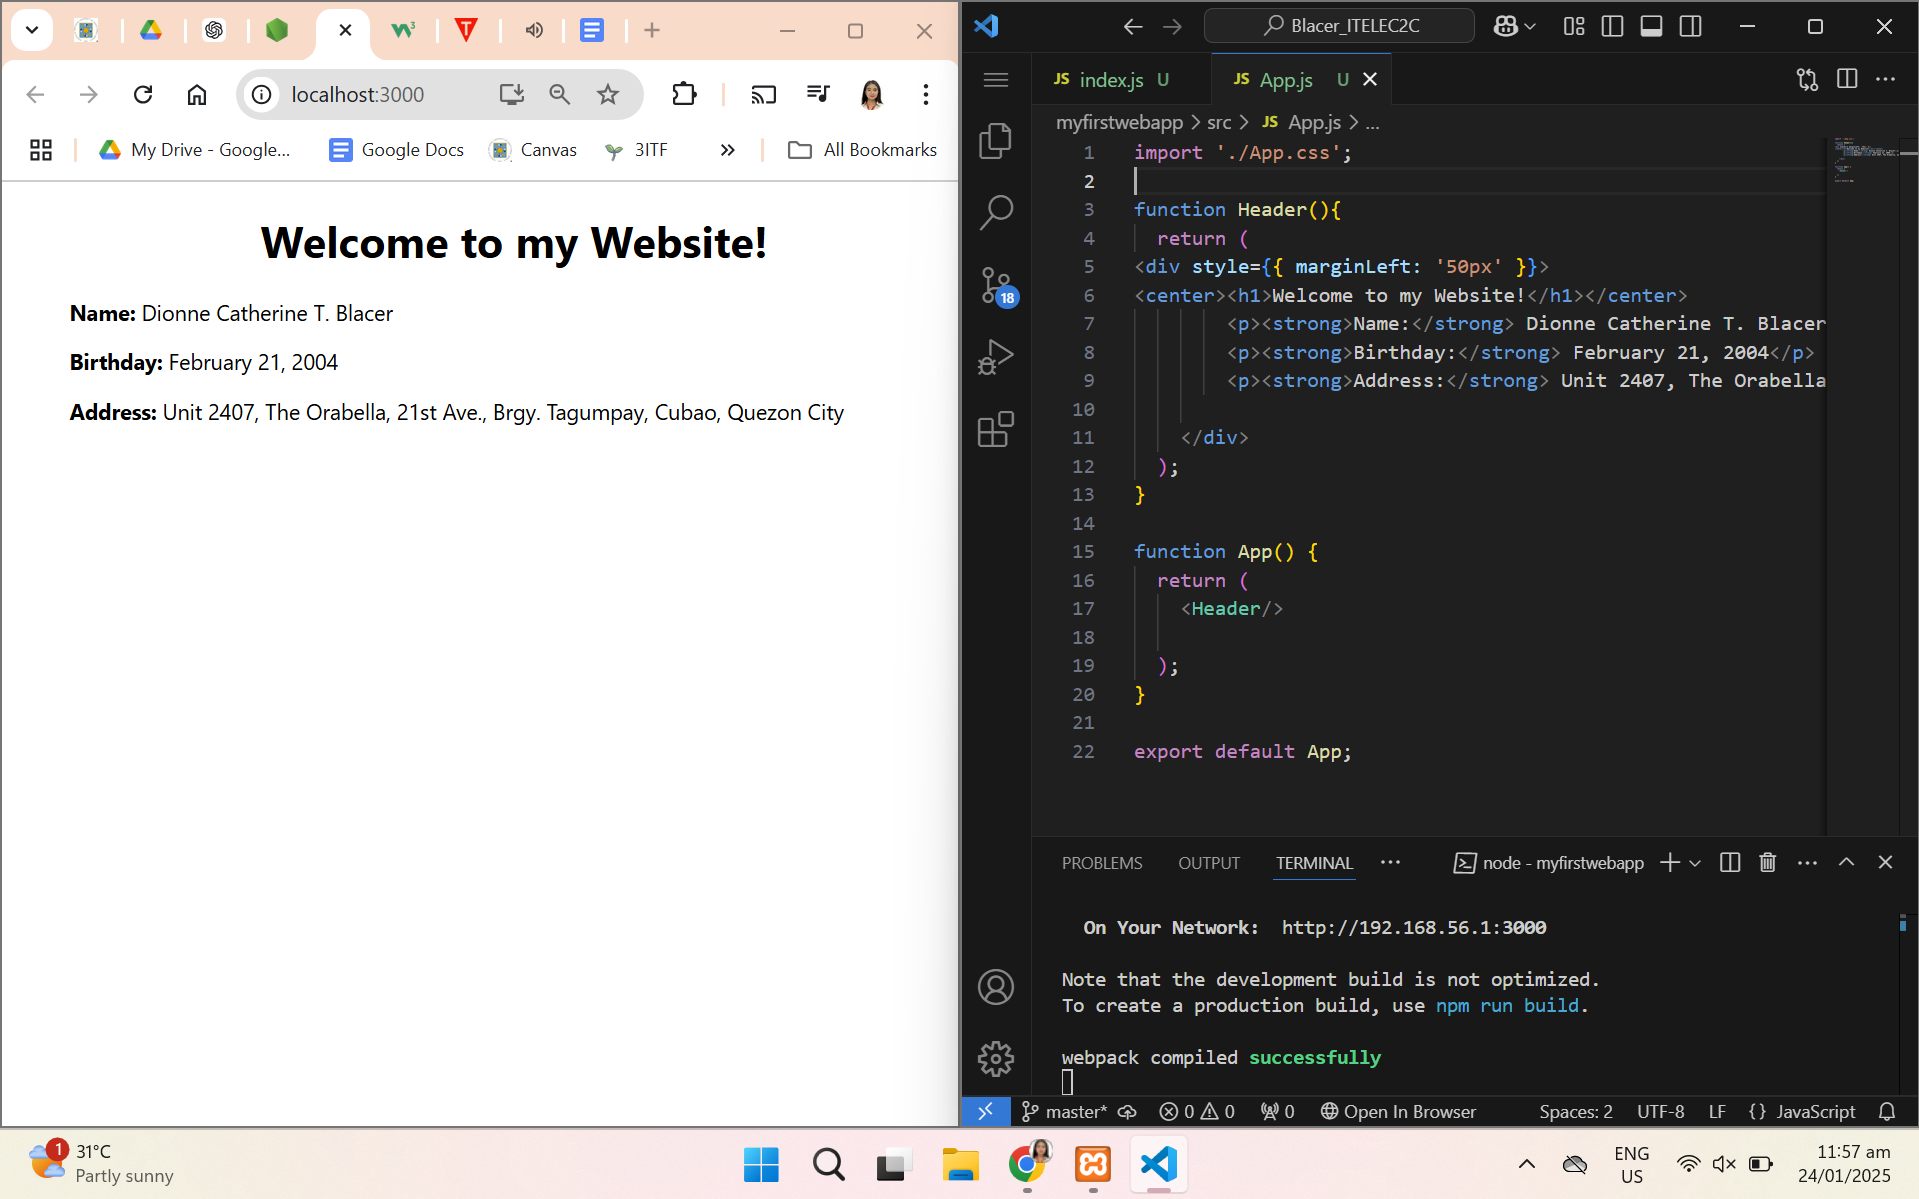 localhost:3000
My Drive - Google...
Google Docs
Canvas
3ITF
All Bookmarks
Welcome to my Website!
Name: Dionne Catherine T. Blacer
Birthday: February 21, 2004
Address: Unit 2407, The Orabella, 21st Ave., Brgy. Tagumpay, Cubao, Quezon City
Blacer_ITELEC2C
JS index.js U
JS App.js U
myfirstwebapp > src > JS App.js > ...
1 import './App.css';
2
3 function Header(){
4 return (
5 <div style={{ marginLeft: '50px' }}>
6 <center><h1>Welcome to my Website!</h1></center>
7 <p><strong>Name:</strong> Dionne Catherine T. Blacer
8 <p><strong>Birthday:</strong> February 21, 2004</p>
9 <p><strong>Address:</strong> Unit 2407, The Orabella
10
11 </div>
12 );
13 }
14
15 function App() {
16 return (
17 <Header/>
18
19 );
20 }
21
22 export default App;
18
PROBLEMS OUTPUT TERMINAL ...
node - myfirstwebapp
On Your Network: http://192.168.56.1:3000
Note that the development build is not optimized.
To create a production build, use npm run build.
webpack compiled successfully
master* 0 0 0 Open In Browser Spaces: 2 UTF-8 LF {} JavaScript
1
31°C
Partly sunny
ENG
US
11:57 am
24/01/2025